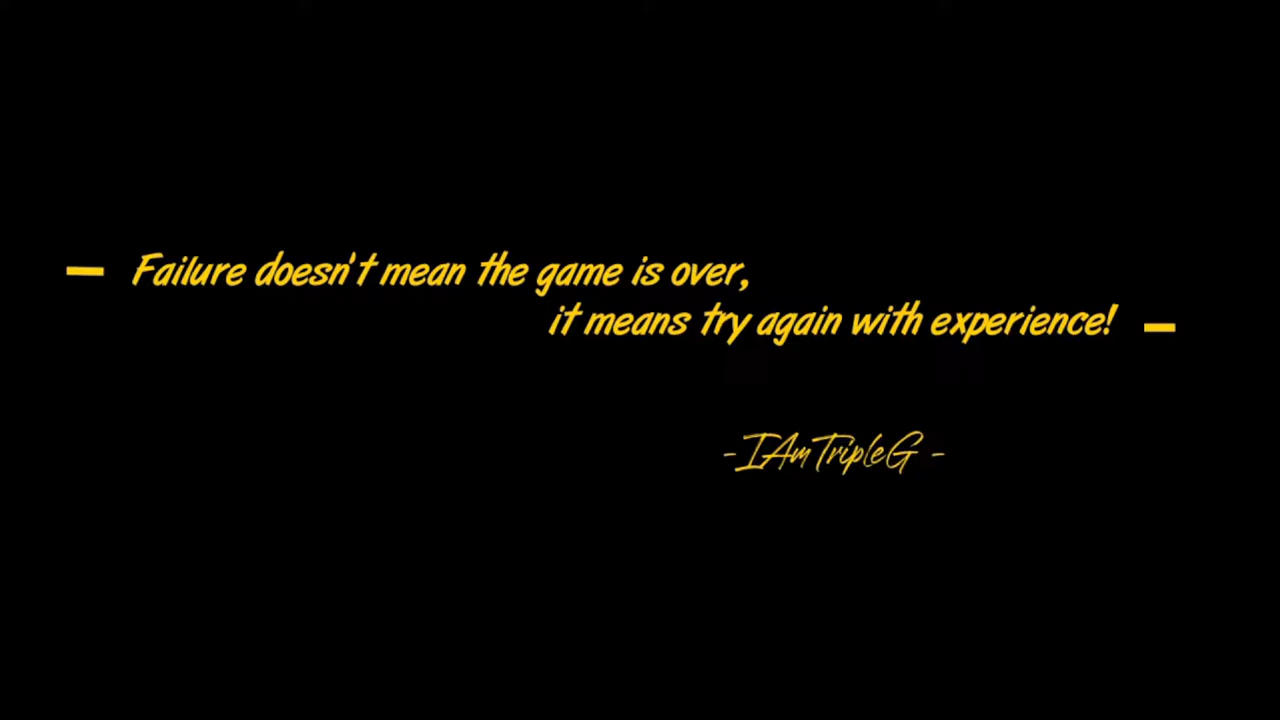 – Failure doesn't mean the game is over,
it means try again with experience! –
-IAmTripleG -